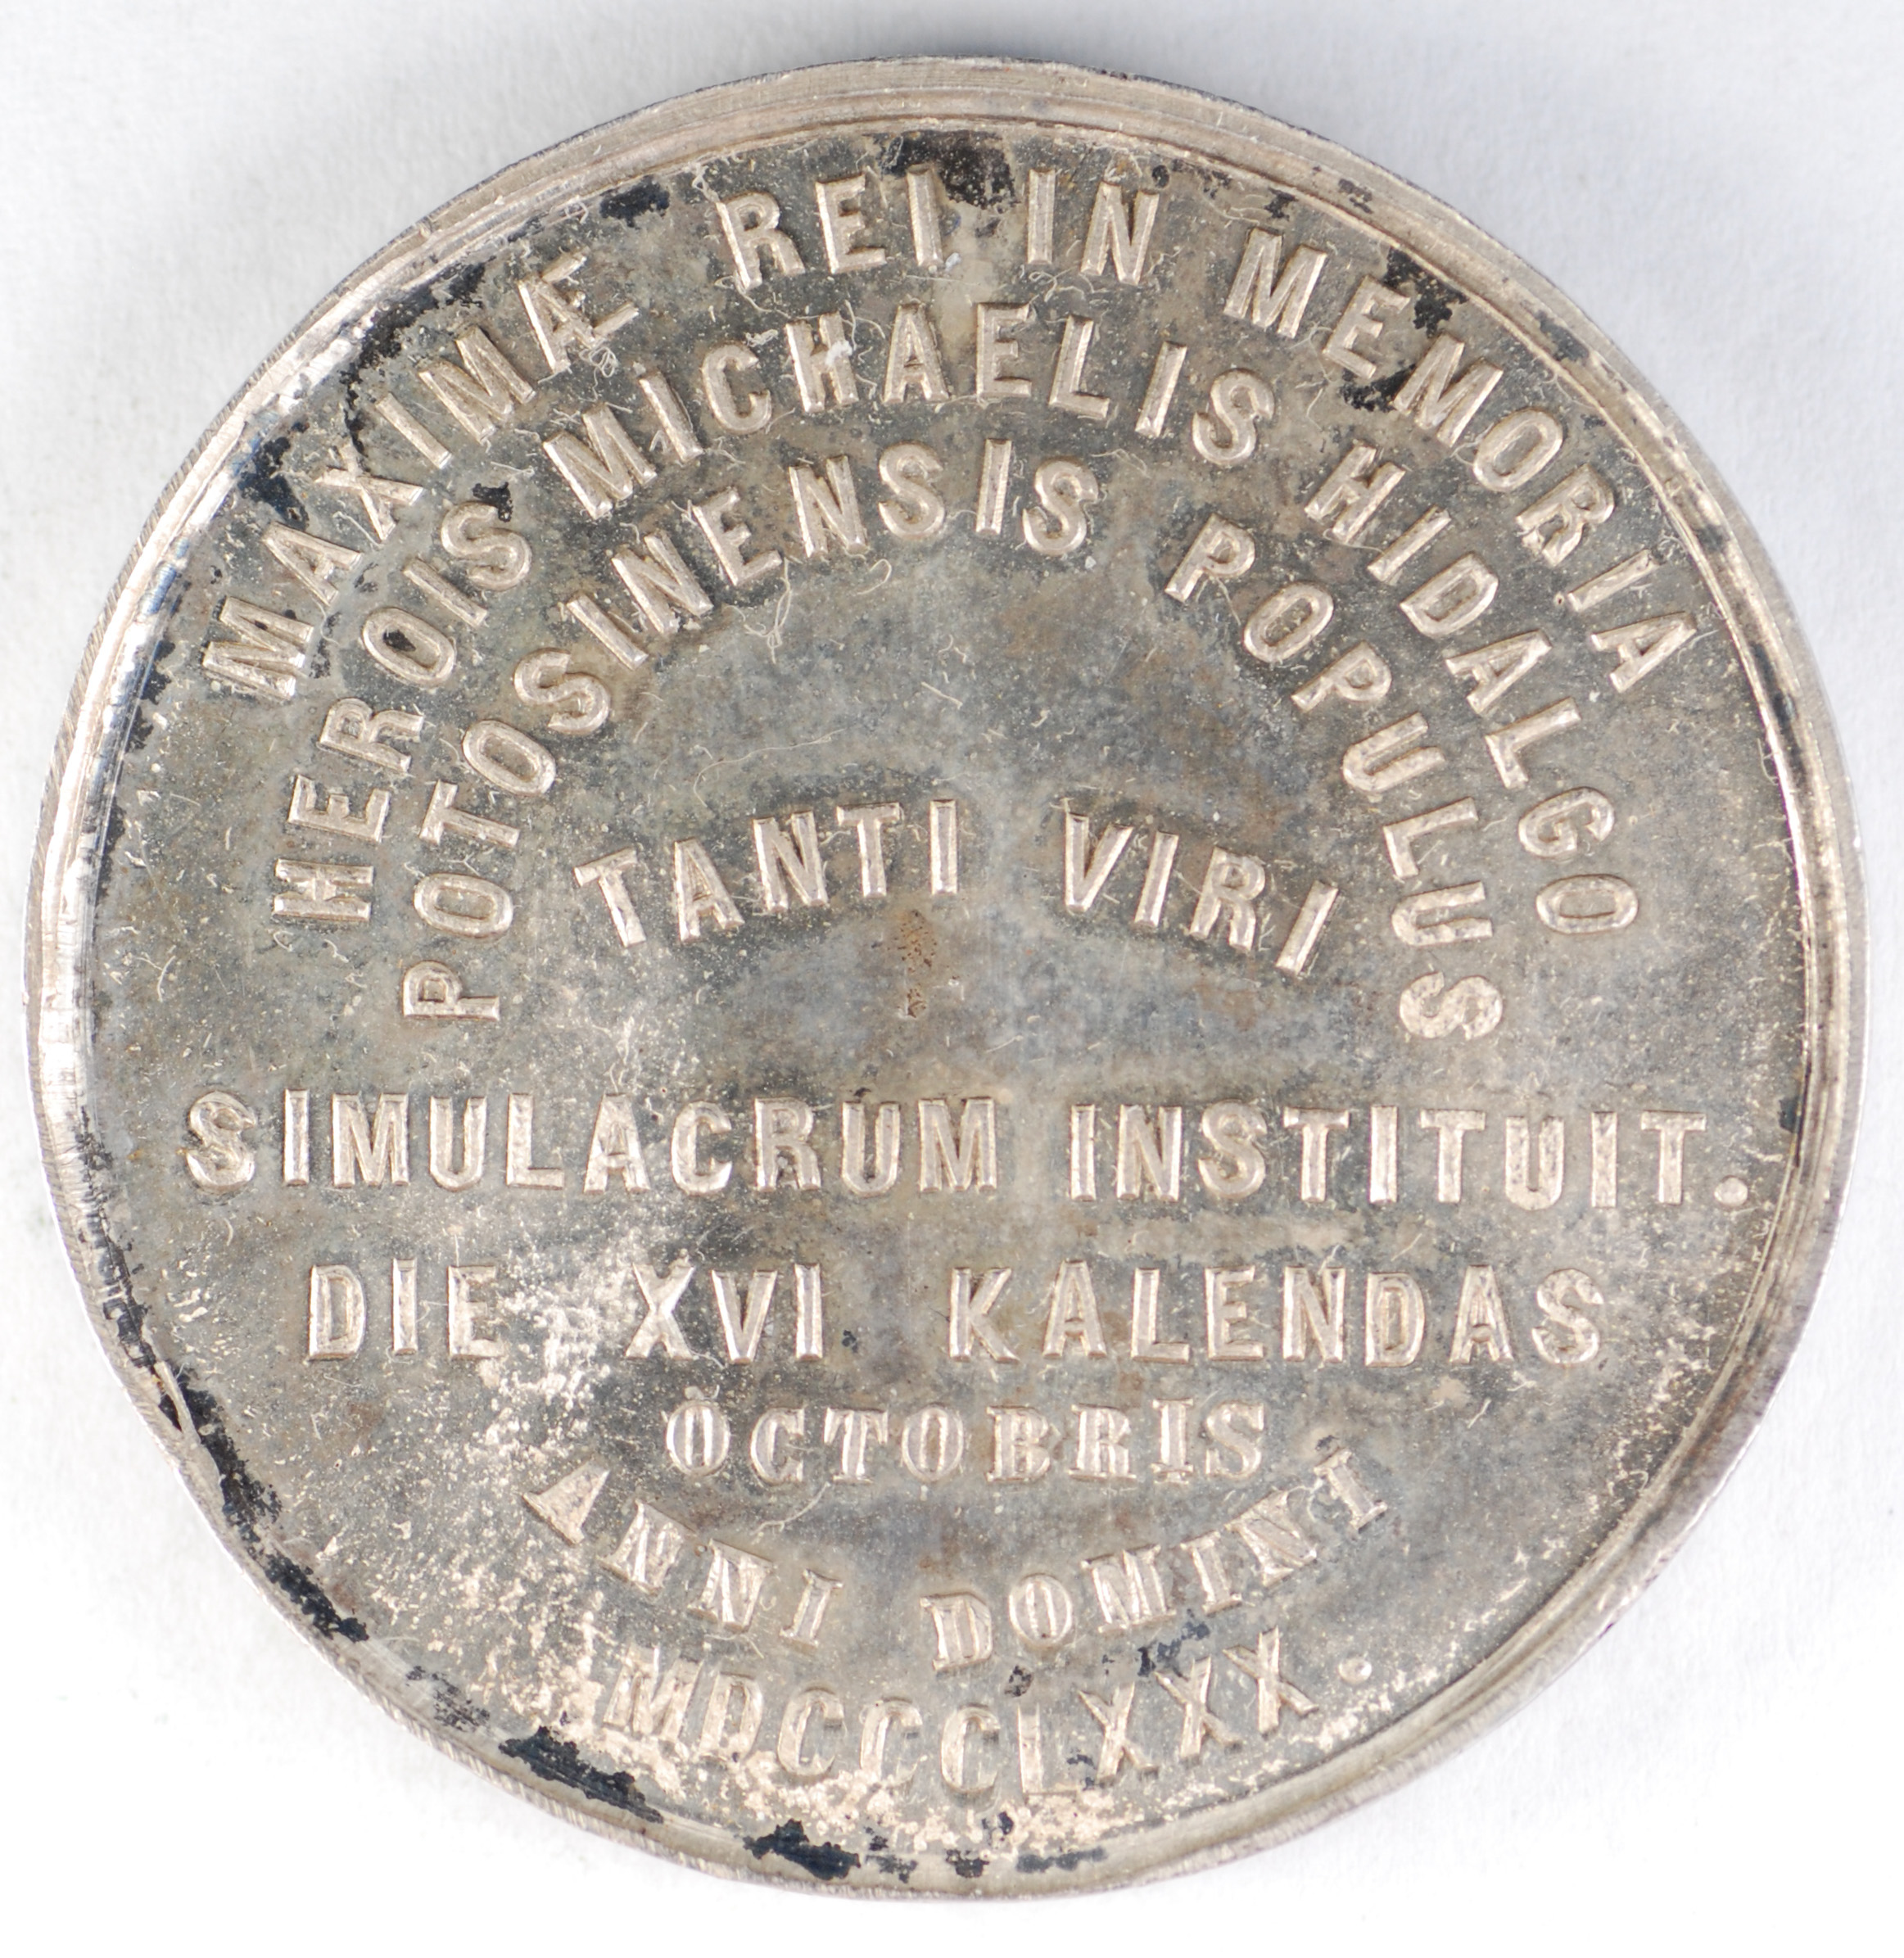 MAXIMÆ REI IN MEMORIA
HEROIS MICHAELIS HIDALGO
POTOSINENSIS POPULUS
TANTI VIRI
SIMULACRUM INSTITUIT.
DIE XVI KALENDAS
OCTOBRIS
ANNI DOMINI
MDCCCLXXX.